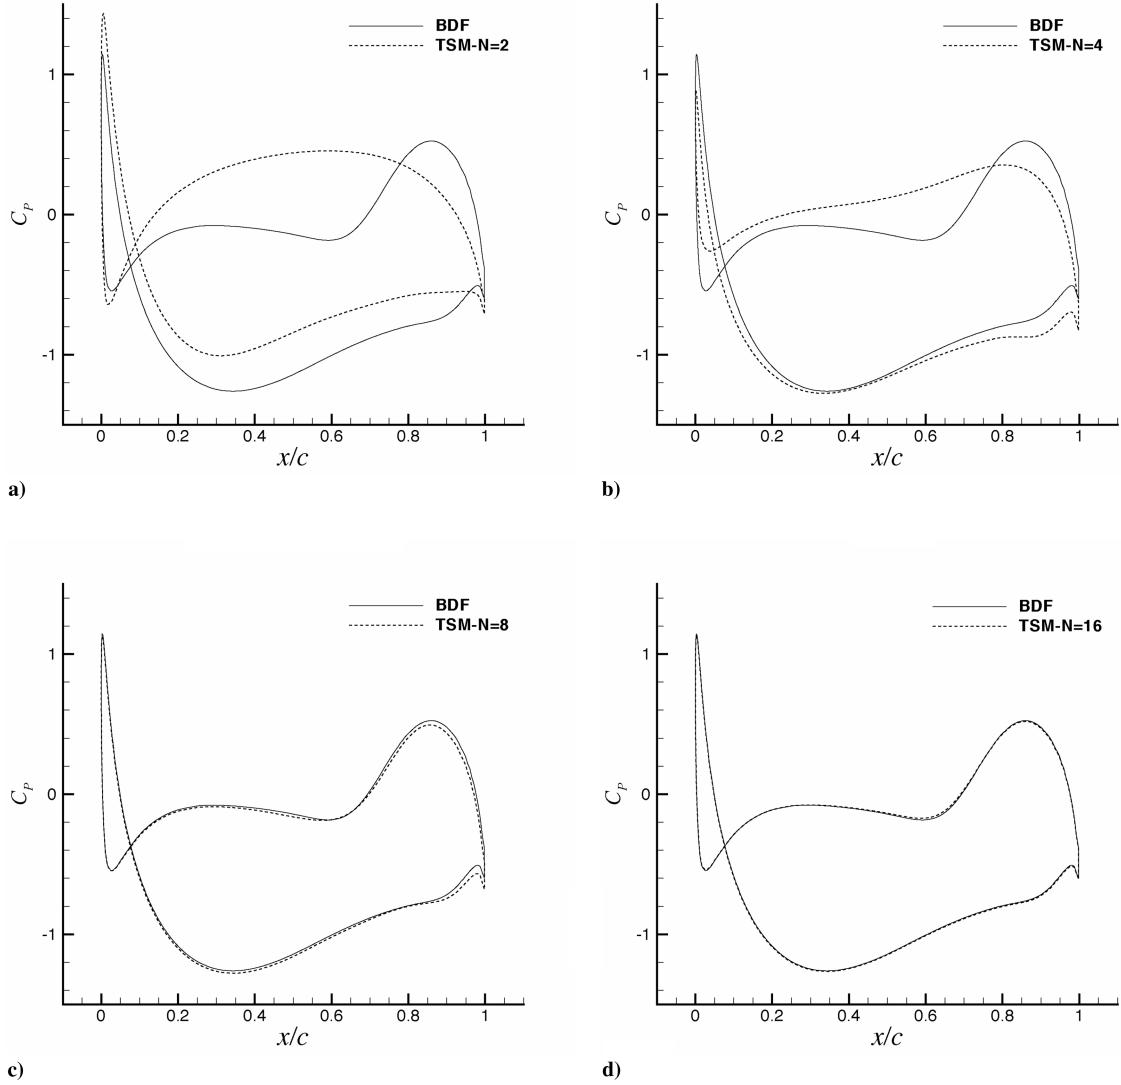 BDF
TSM-N=2
1
0
-1
C_P
0 0.2 0.4 0.6 0.8 1
x/c
a)
BDF
TSM-N=4
1
0
-1
C_P
0 0.2 0.4 0.6 0.8 1
x/c
b)
BDF
TSM-N=8
1
0
-1
C_P
0 0.2 0.4 0.6 0.8 1
x/c
c)
BDF
TSM-N=16
1
0
-1
C_P
0 0.2 0.4 0.6 0.8 1
x/c
d)